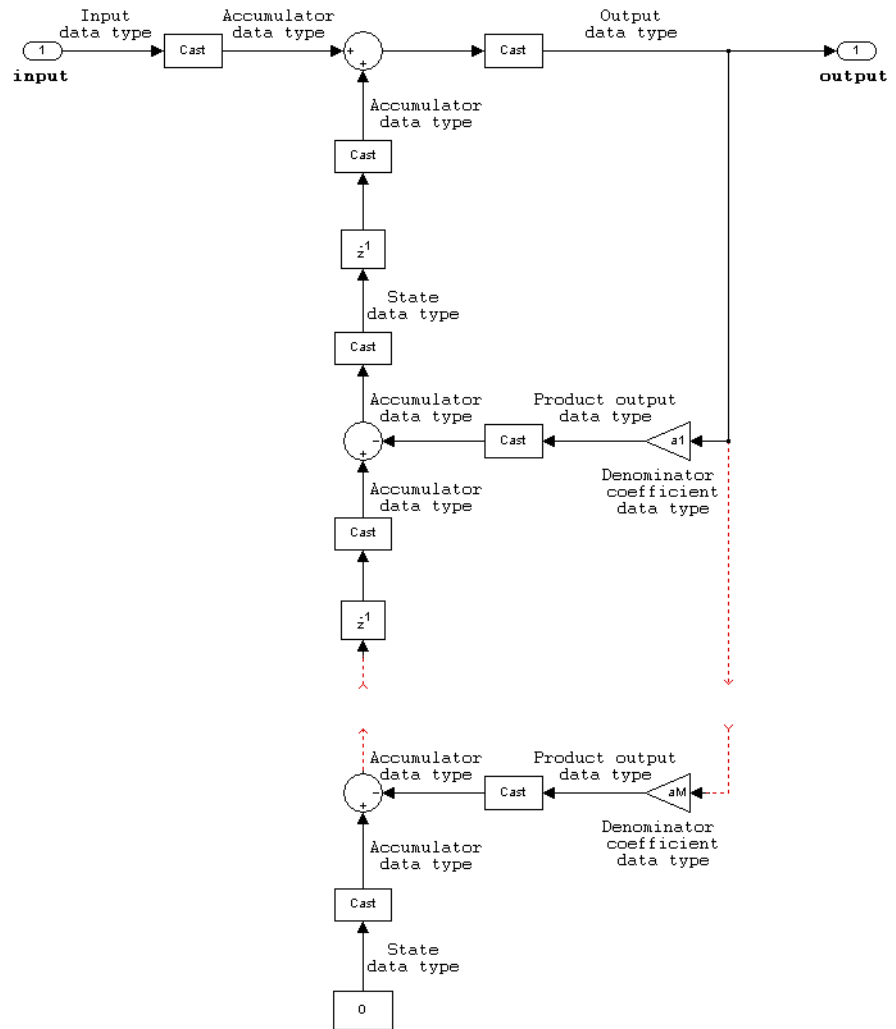 Input
data type
Accumulator
data type
Output
data type
1
Cast
+
+
Cast
1
input
output
Accumulator
data type
Cast
z-1
State
data type
Cast
Accumulator
data type
Product output
data type
-
+
Cast
a1
Accumulator
data type
Denominator
coefficient
data type
Cast
z-1
Accumulator
data type
Product output
data type
-
+
Cast
aM
Accumulator
data type
Denominator
coefficient
data type
Cast
State
data type
0